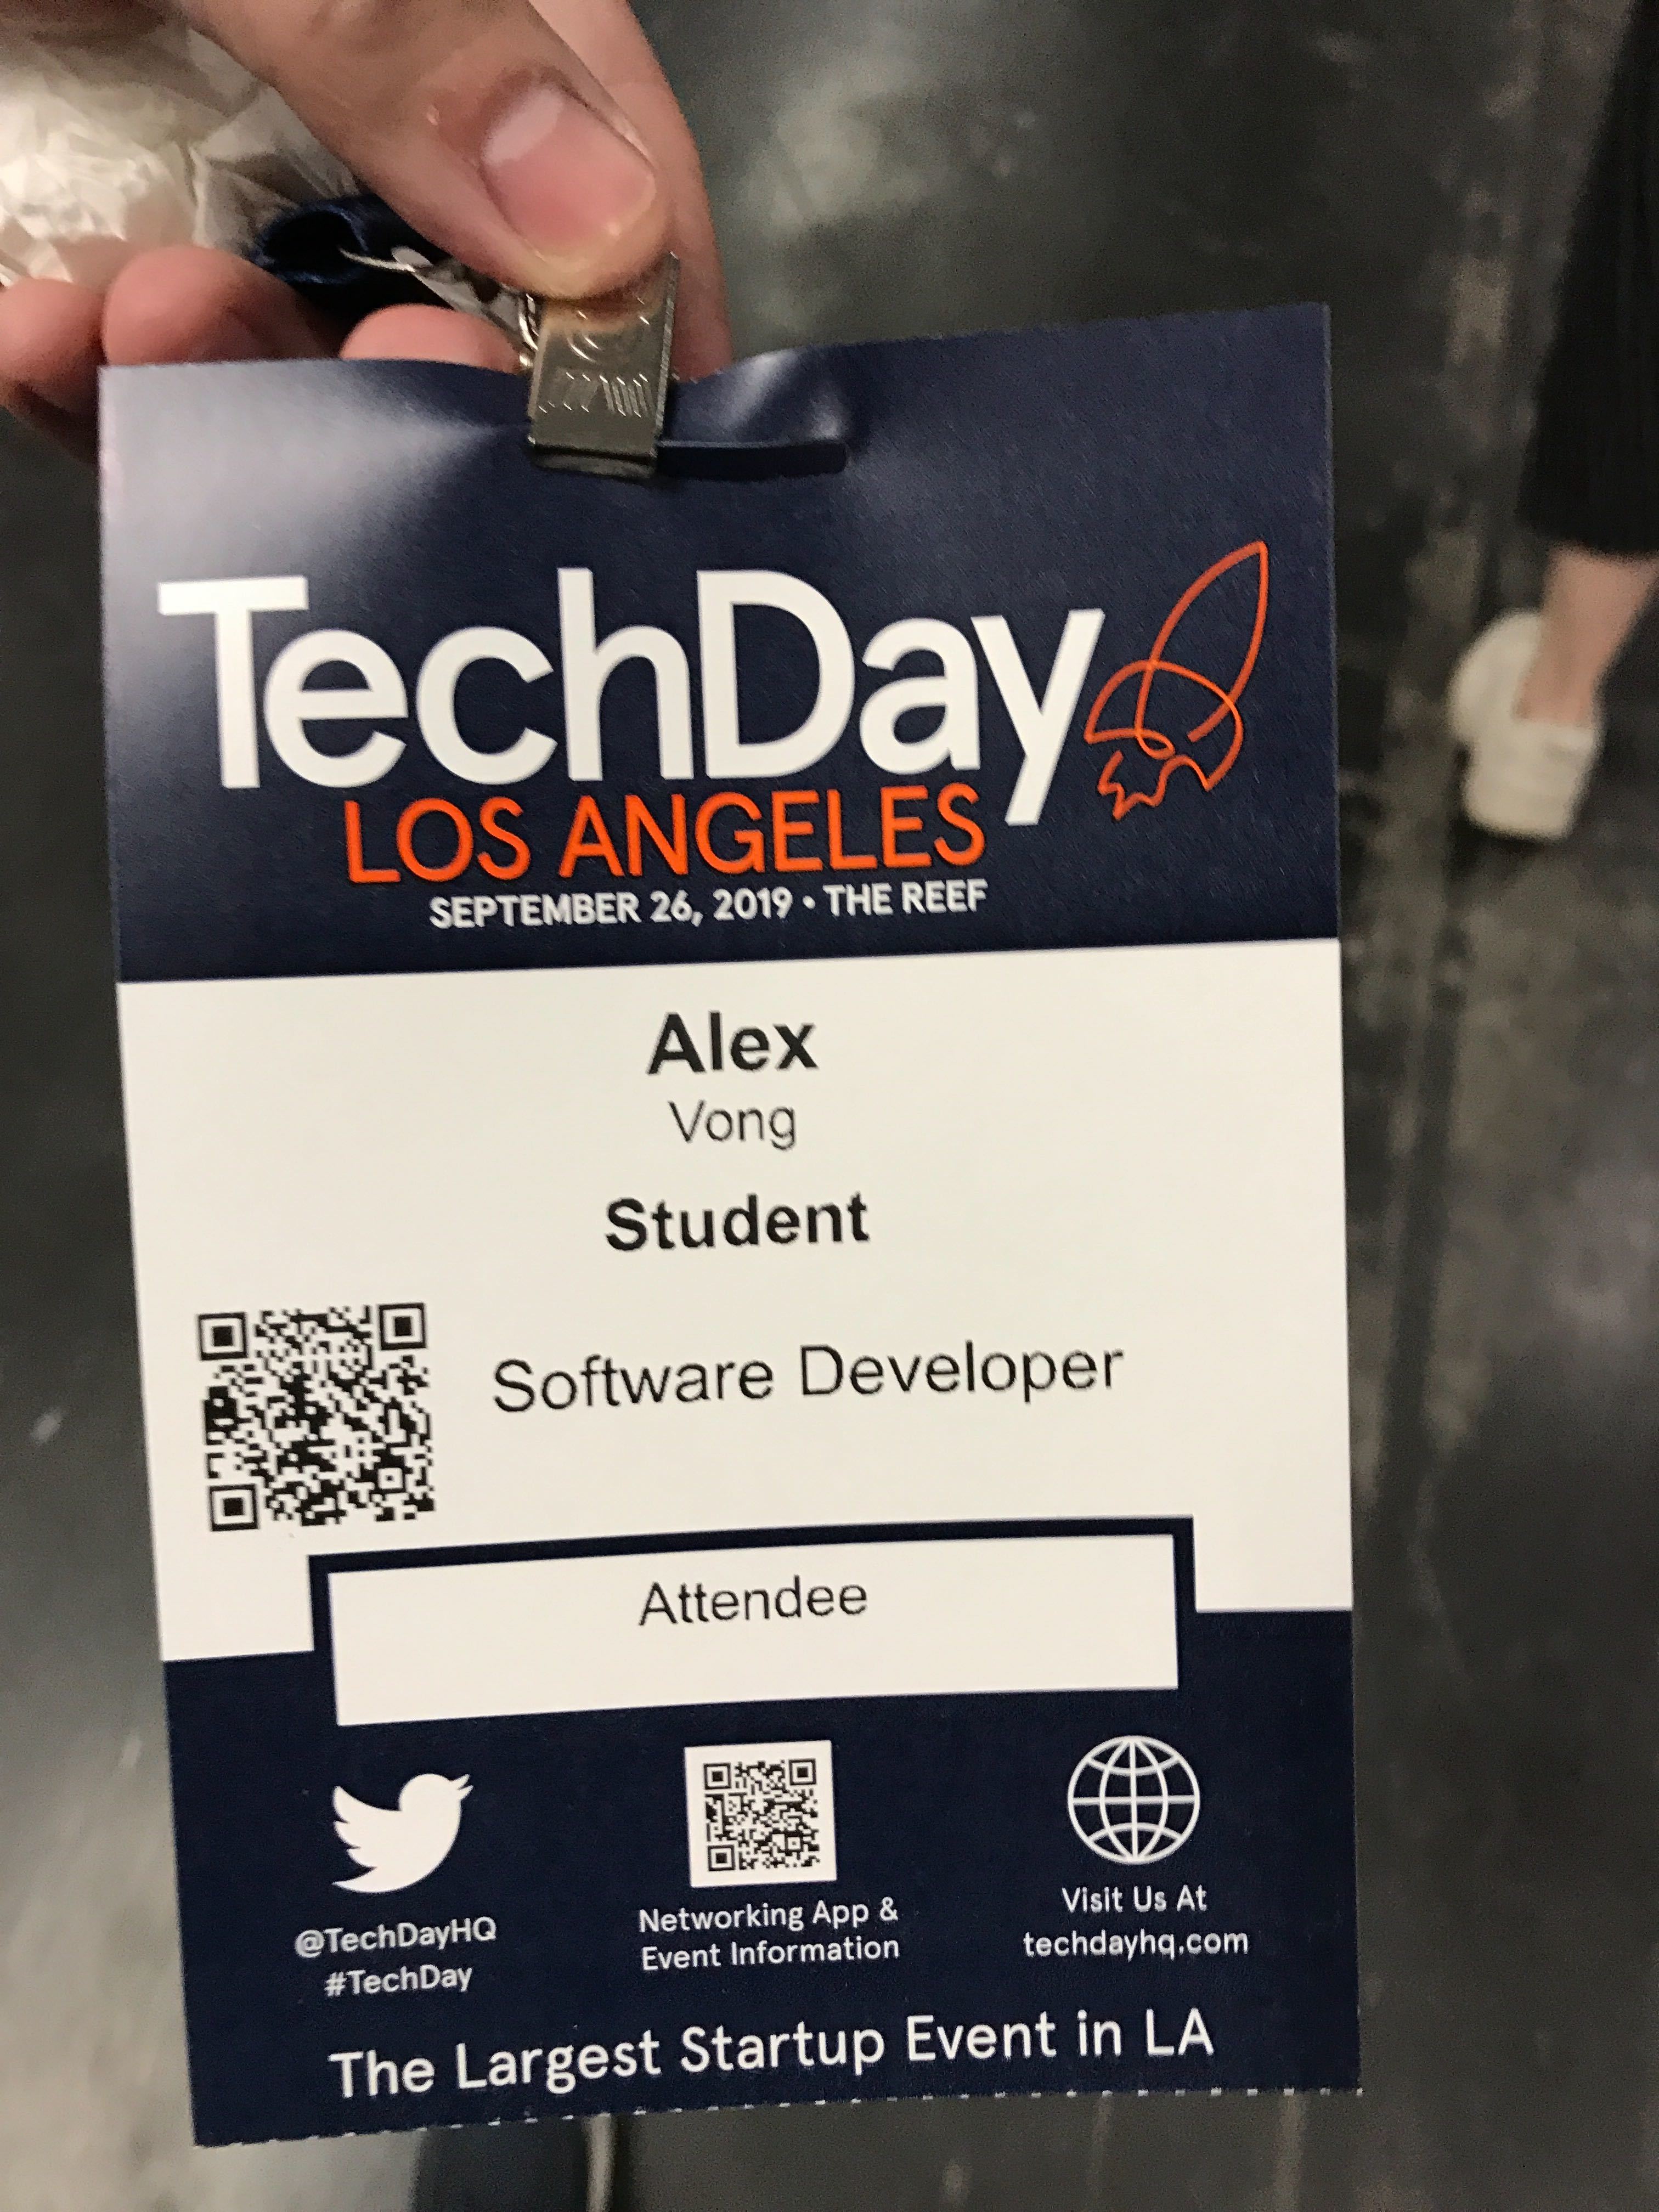 TechDay
LOS ANGELES
SEPTEMBER 26, 2019 • THE REEF
Alex
Vong
Student
Software Developer
Attendee
@TechDayHQ
#TechDay
Networking App &
Event Information
Visit Us At
techdayhq.com
The Largest Startup Event in LA